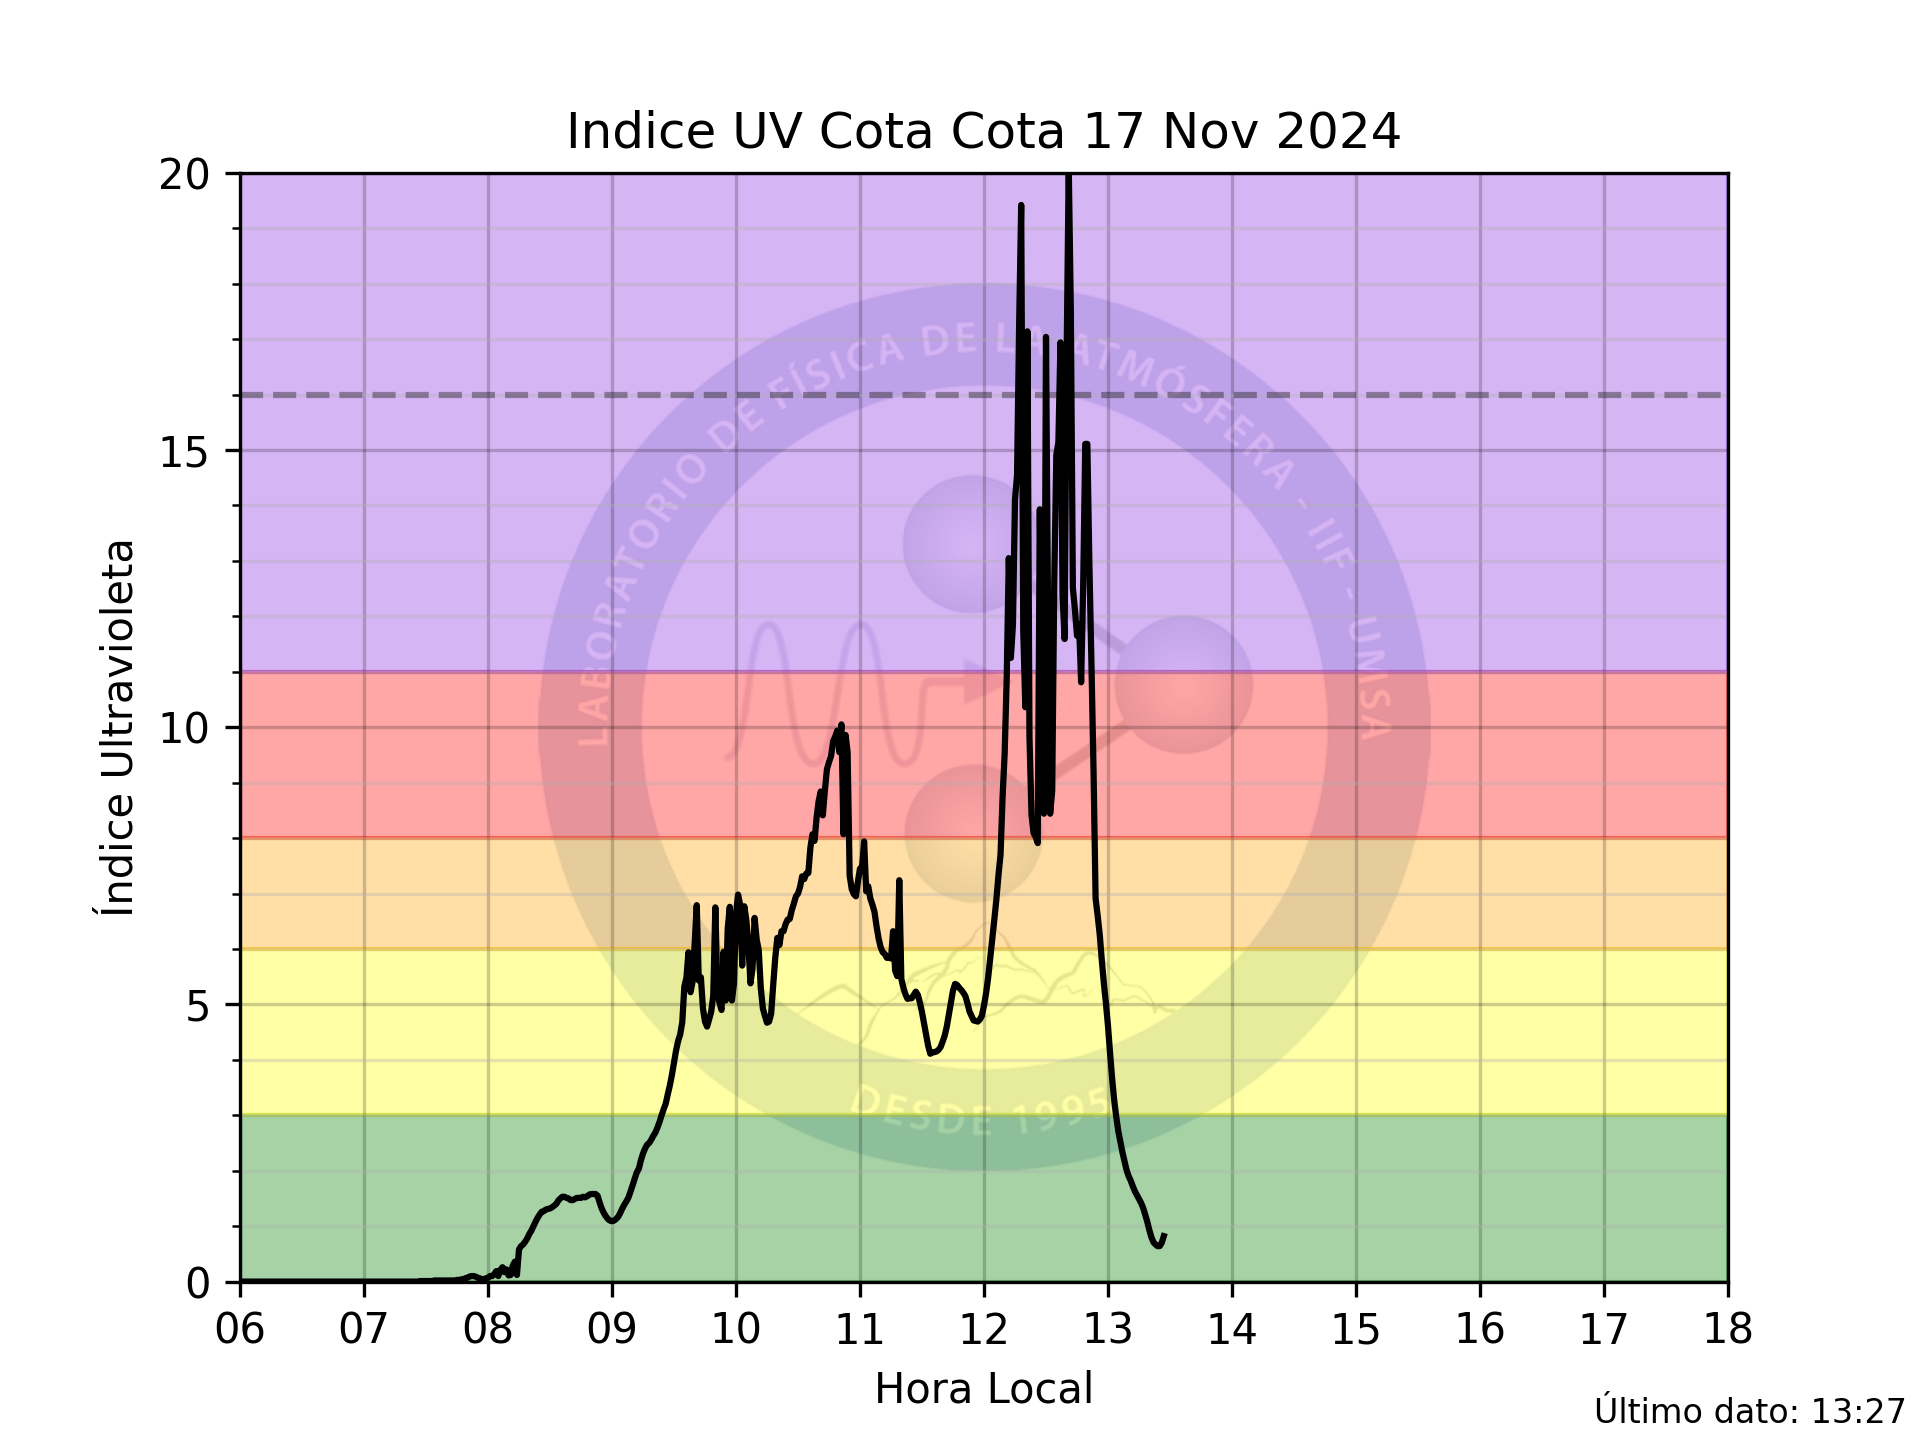 Indice UV Cota Cota 17 Nov 2024
20
15
10
5
0
Índice Ultravioleta
LABORATORIO DE FÍSICA DE LA ATMÓSFERA - IIF - UMSA
DESDE 1995
06 07 08 09 10 11 12 13 14 15 16 17 18
Hora Local
Último dato: 13:27